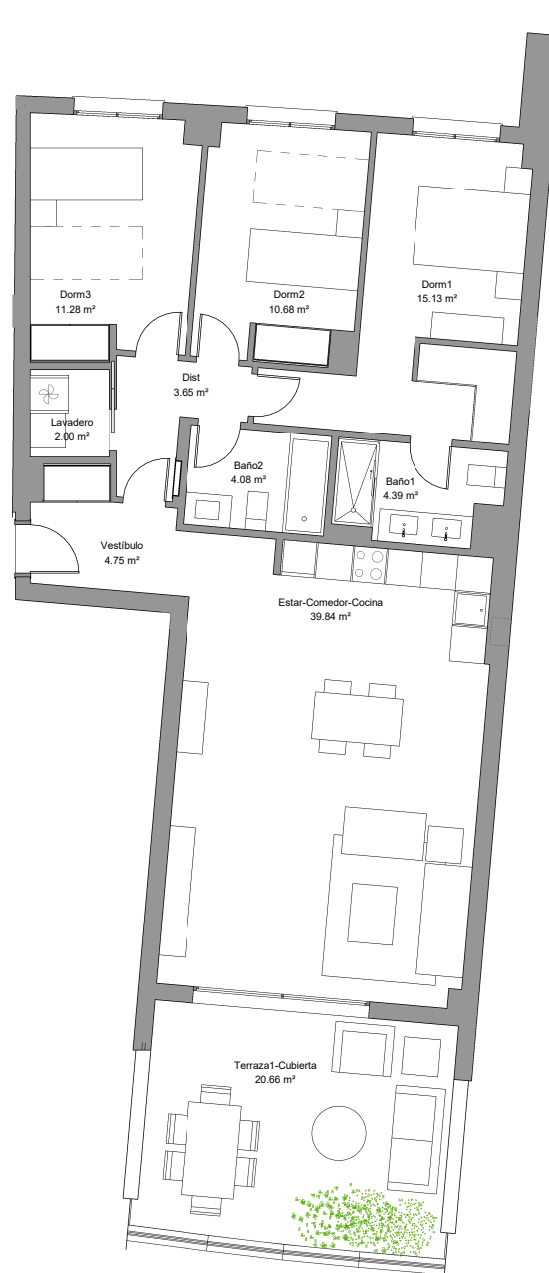 Dorm3
11.28 m²
Dorm2
10.68 m²
Dorm1
15.13 m²
Dist
3.65 m²
Lavadero
2.00 m²
Baño2
4.08 m²
Baño1
4.39 m²
Vestíbulo
4.75 m²
Estar-Comedor-Cocina
39.84 m²
Terraza1-Cubierta
20.66 m²